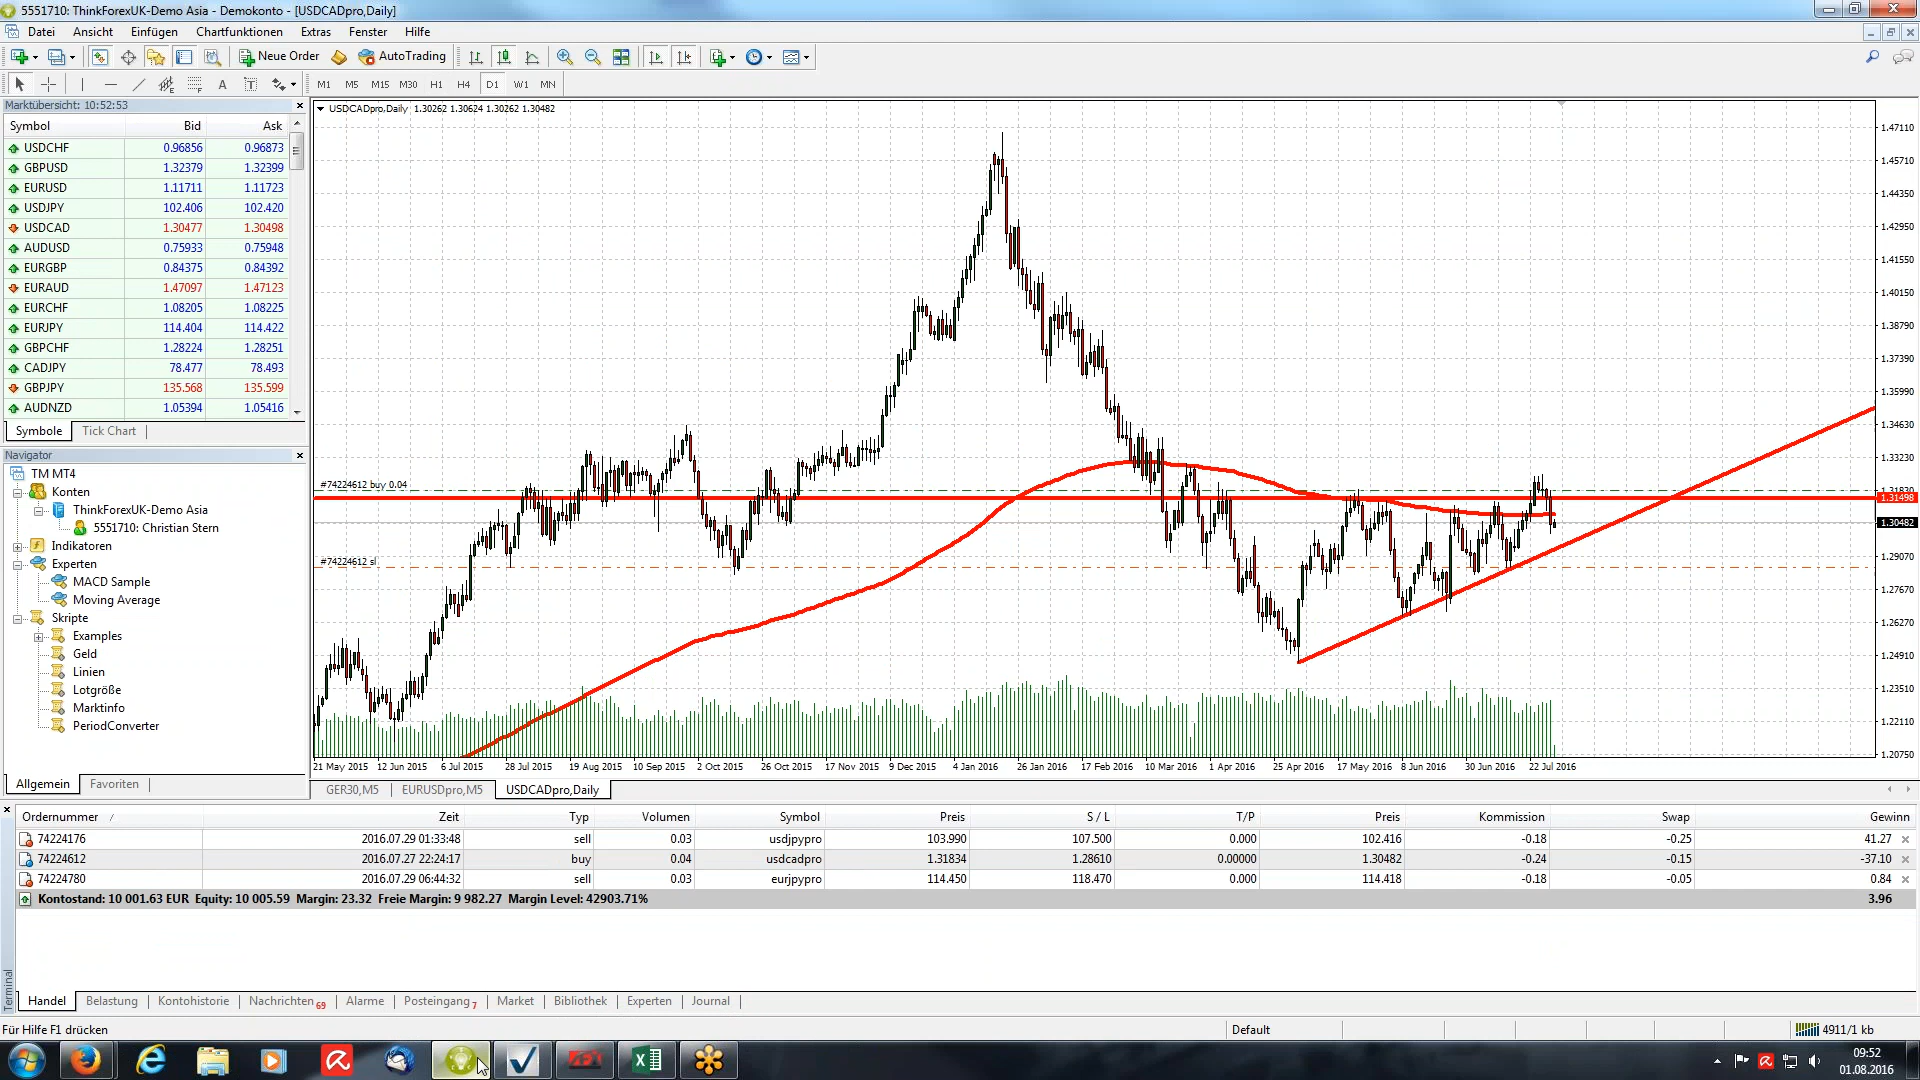 5551710: ThinkForexUK-Demo Asia - Demokonto - [USDCADpro,Daily]
Datei Ansicht Einfügen Chartfunktionen Extras Fenster Hilfe
Neue Order AutoTrading
A T M1 M5 M15 M30 H1 H4 D1 W1 MN
Marktübersicht: 10:52:53
Symbol Bid Ask
USDCHF 0.96856 0.96873
GBPUSD 1.32379 1.32399
EURUSD 1.11711 1.11723
USDJPY 102.406 102.420
USDCAD 1.30477 1.30498
AUDUSD 0.75933 0.75948
EURGBP 0.84375 0.84392
EURAUD 1.47097 1.47123
EURCHF 1.08205 1.08225
EURJPY 114.404 114.422
GBPCHF 1.28224 1.28251
CADJPY 78.477 78.493
GBPJPY 135.568 135.599
AUDNZD 1.05394 1.05416
Symbole Tick Chart
Navigator
TM MT4
Konten
ThinkForexUK-Demo Asia
5551710: Christian Stern
Indikatoren
Experten
MACD Sample
Moving Average
Skripte
Examples
Geld
Linien
Lotgröße
Marktinfo
PeriodConverter
Allgemein Favoriten
USDCADpro,Daily 1.30262 1.30624 1.30262 1.30482
#74224612 buy 0.04
#74224612 sl
1.47110
1.45710
1.44350
1.42950
1.41550
1.40150
1.38790
1.37390
1.35990
1.34630
1.33230
1.31498
1.30482
1.29070
1.27670
1.26270
1.24910
1.23510
1.22110
1.20750
21 May 2015 12 Jun 2015 6 Jul 2015 28 Jul 2015 19 Aug 2015 10 Sep 2015 2 Oct 2015 26 Oct 2015 17 Nov 2015 9 Dec 2015 4 Jan 2016 26 Jan 2016 17 Feb 2016 10 Mar 2016 1 Apr 2016 25 Apr 2016 17 May 2016 8 Jun 2016 30 Jun 2016 22 Jul 2016
GER30,M5 EURUSDpro,M5 USDCADpro,Daily
Ordernummer / Zeit Typ Volumen Symbol Preis S / L T/P Preis Kommission Swap Gewinn
74224176 2016.07.29 01:33:48 sell 0.03 usdjpypro 103.990 107.500 0.000 102.416 -0.18 -0.25 41.27
74224612 2016.07.27 22:24:17 buy 0.04 usdcadpro 1.31834 1.28610 0.00000 1.30482 -0.24 -0.15 -37.10
74224780 2016.07.29 06:44:32 sell 0.03 eurjpypro 114.450 118.470 0.000 114.418 -0.18 -0.05 0.84
Kontostand: 10 001.63 EUR Equity: 10 005.59 Margin: 23.32 Freie Margin: 9 982.27 Margin Level: 42903.71% 3.96
Terminal
Handel Belastung Kontohistorie Nachrichten 69 Alarme Posteingang 7 Market Bibliothek Experten Journal
Für Hilfe F1 drücken Default 4911/1 kb
09:52
01.08.2016